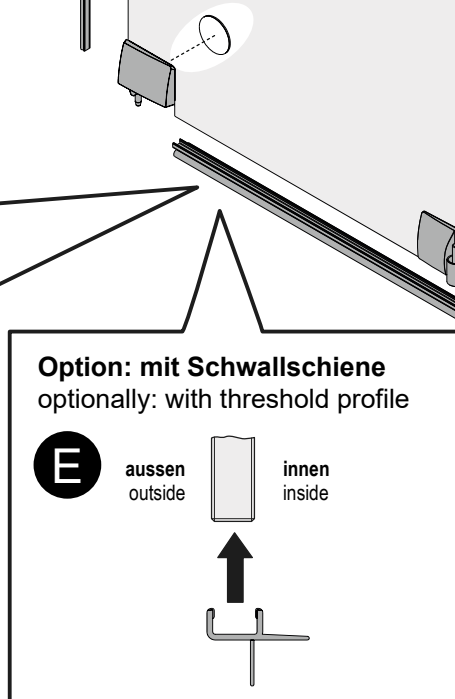 Option: mit Schwallschiene
optionally: with threshold profile
E
aussen
outside
innen
inside